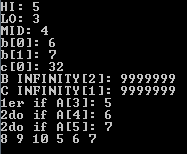 HI: 5
LO: 3
MID: 4
b[0]: 6
b[1]: 7
c[0]: 32
B INFINITY[2]: 9999999
C INFINITY[1]: 9999999
1er if A[3]: 5
2do if A[4]: 6
2do if A[5]: 7
8 9 10 5 6 7